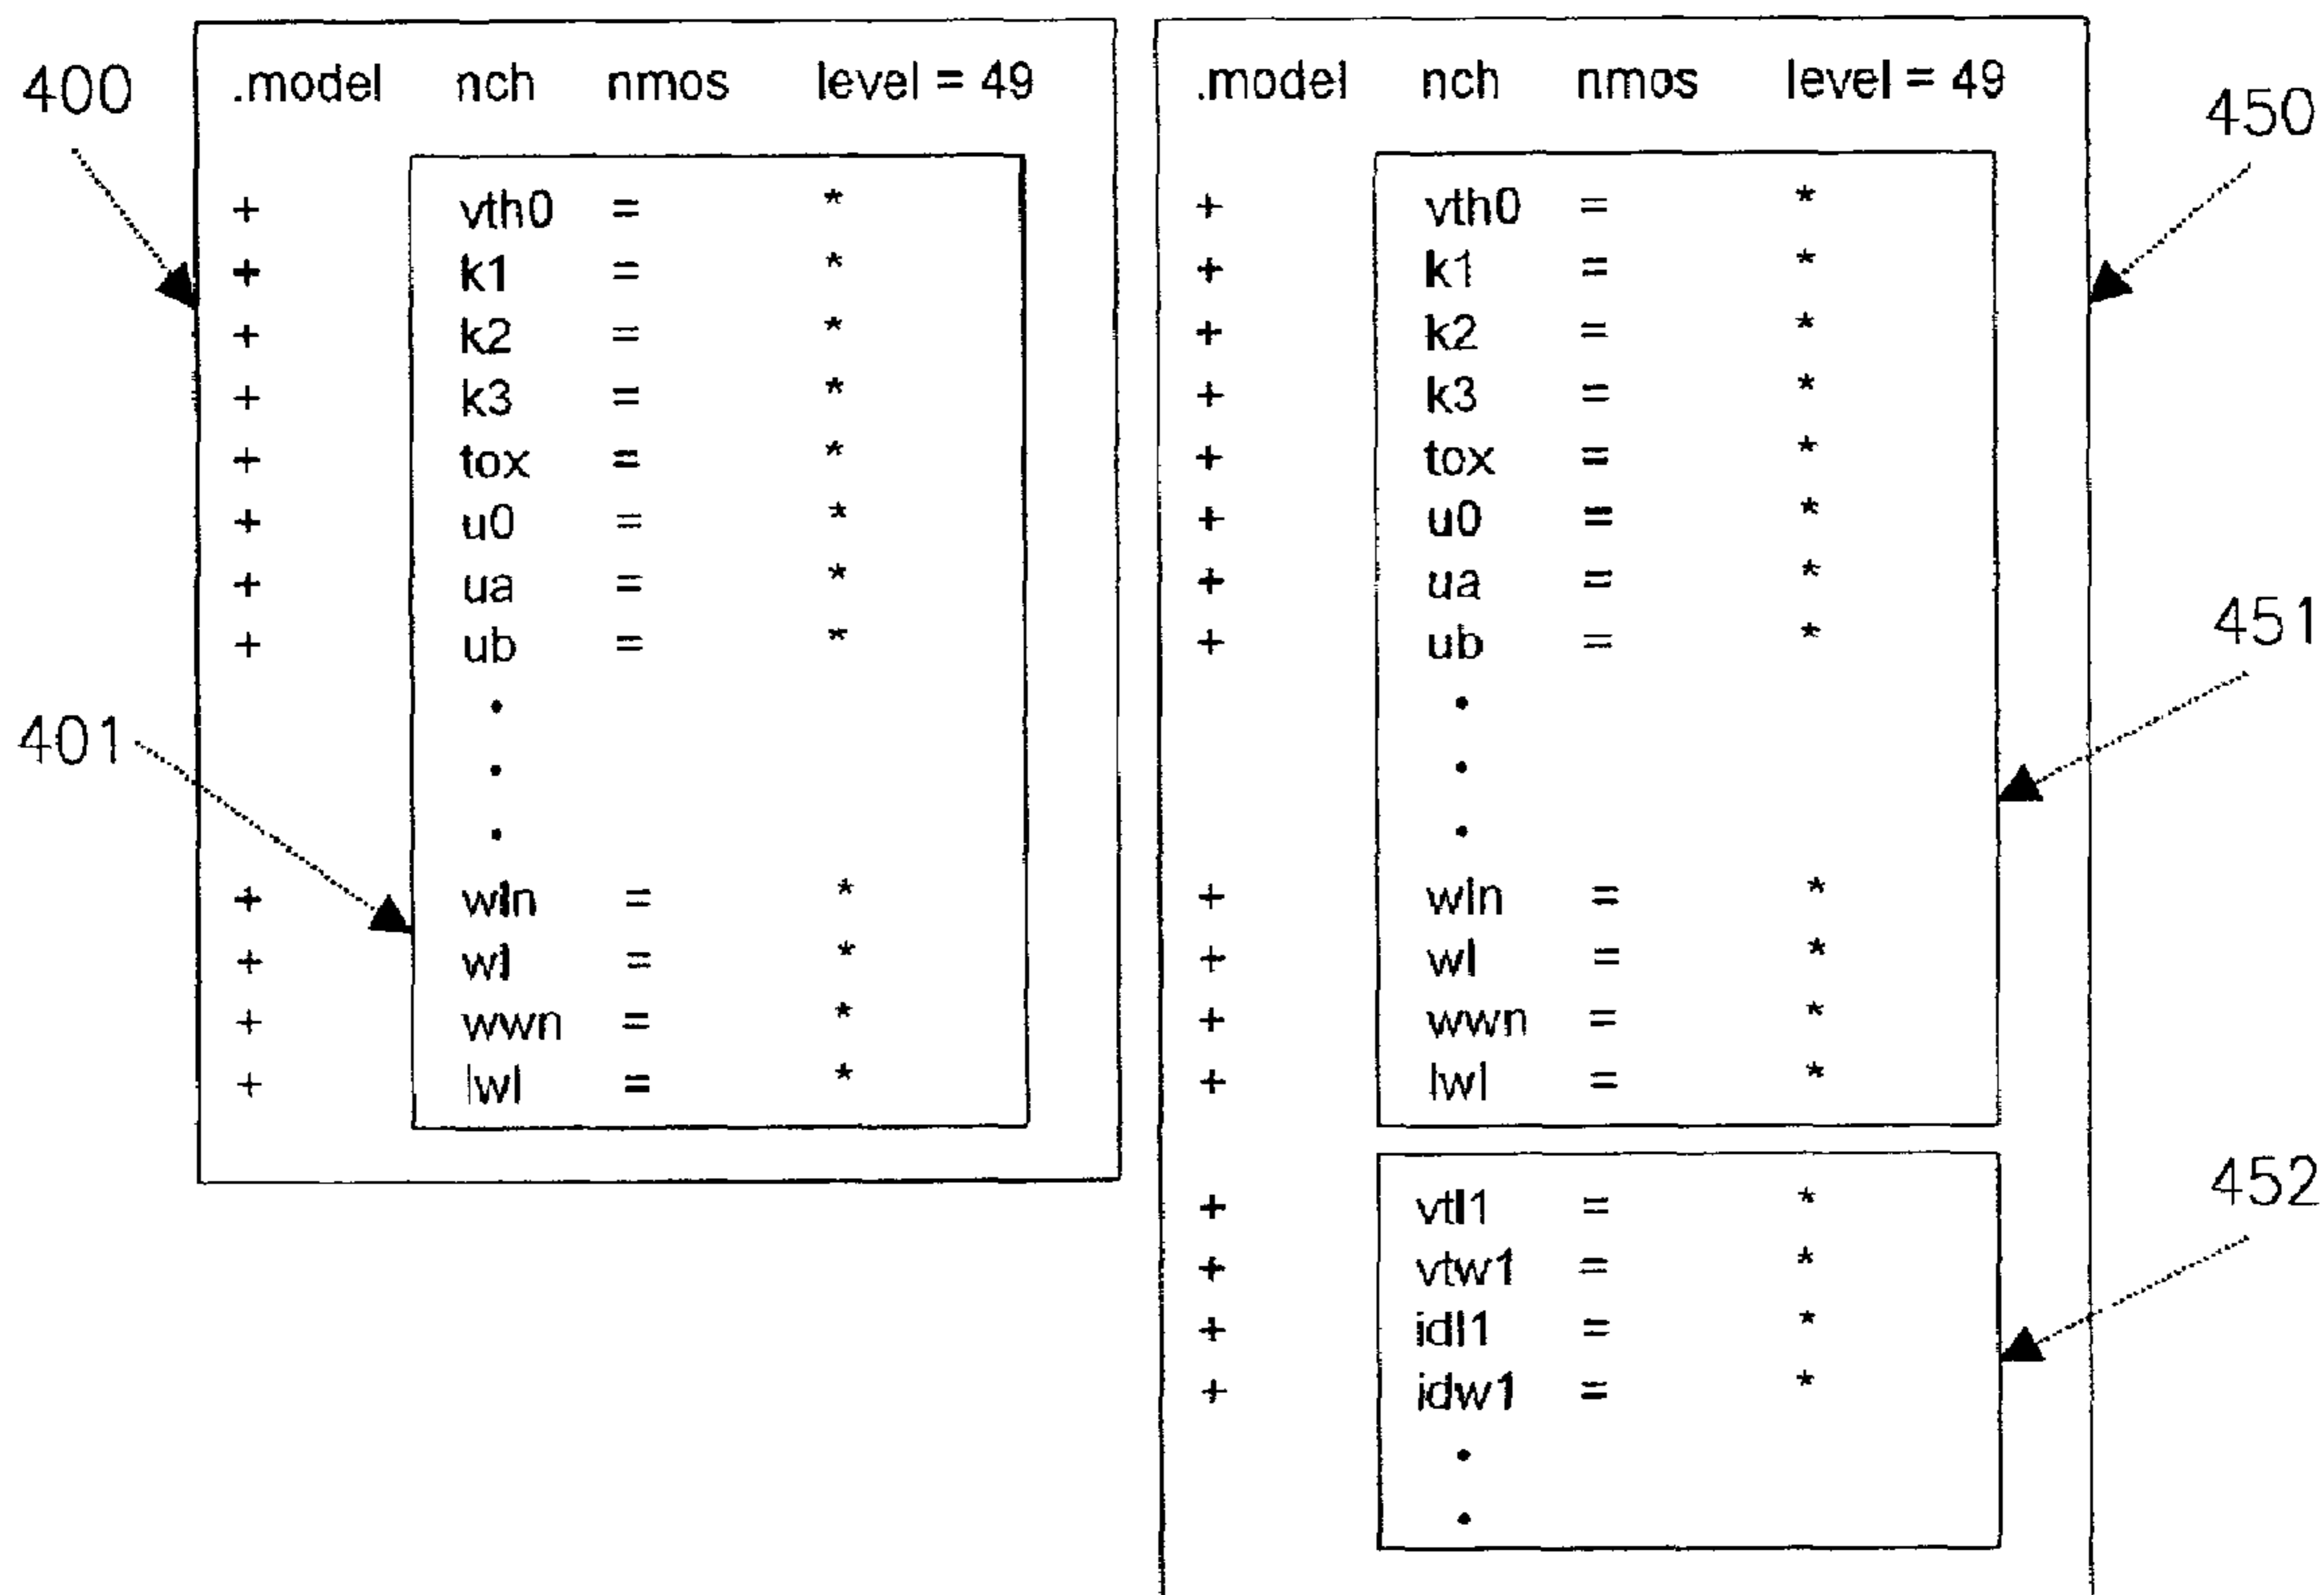 400
.model nch nmos level = 49
+ vth0 = *
+ k1 = *
+ k2 = *
+ k3 = *
+ tox = *
+ u0 = *
+ ua = *
+ ub = *
.
.
.
401
+ wln = *
+ wl = *
+ wwn = *
+ lwl = *
.model nch nmos level = 49
450
+ vth0 = *
+ k1 = *
+ k2 = *
+ k3 = *
+ tox = *
+ u0 = *
+ ua = *
+ ub = *
451
.
.
.
+ wln = *
+ wl = *
+ wwn = *
+ lwl = *
452
+ vtl1 = *
+ vtw1 = *
+ idl1 = *
+ idw1 = *
.
.